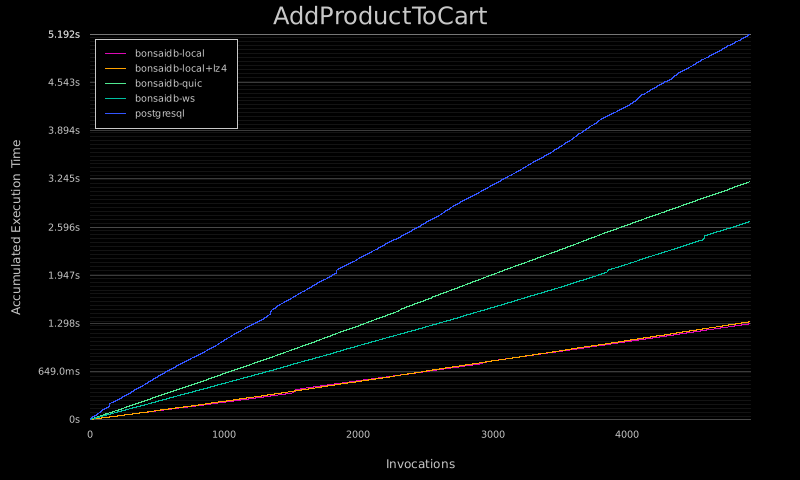 AddProductToCart
5.192s
4.543s
3.894s
3.245s
2.596s
1.947s
1.298s
649.0ms
0s
Accumulated Execution Time
bonsaidb-local
bonsaidb-local+lz4
bonsaidb-quic
bonsaidb-ws
postgresql
0
1000
2000
3000
4000
Invocations